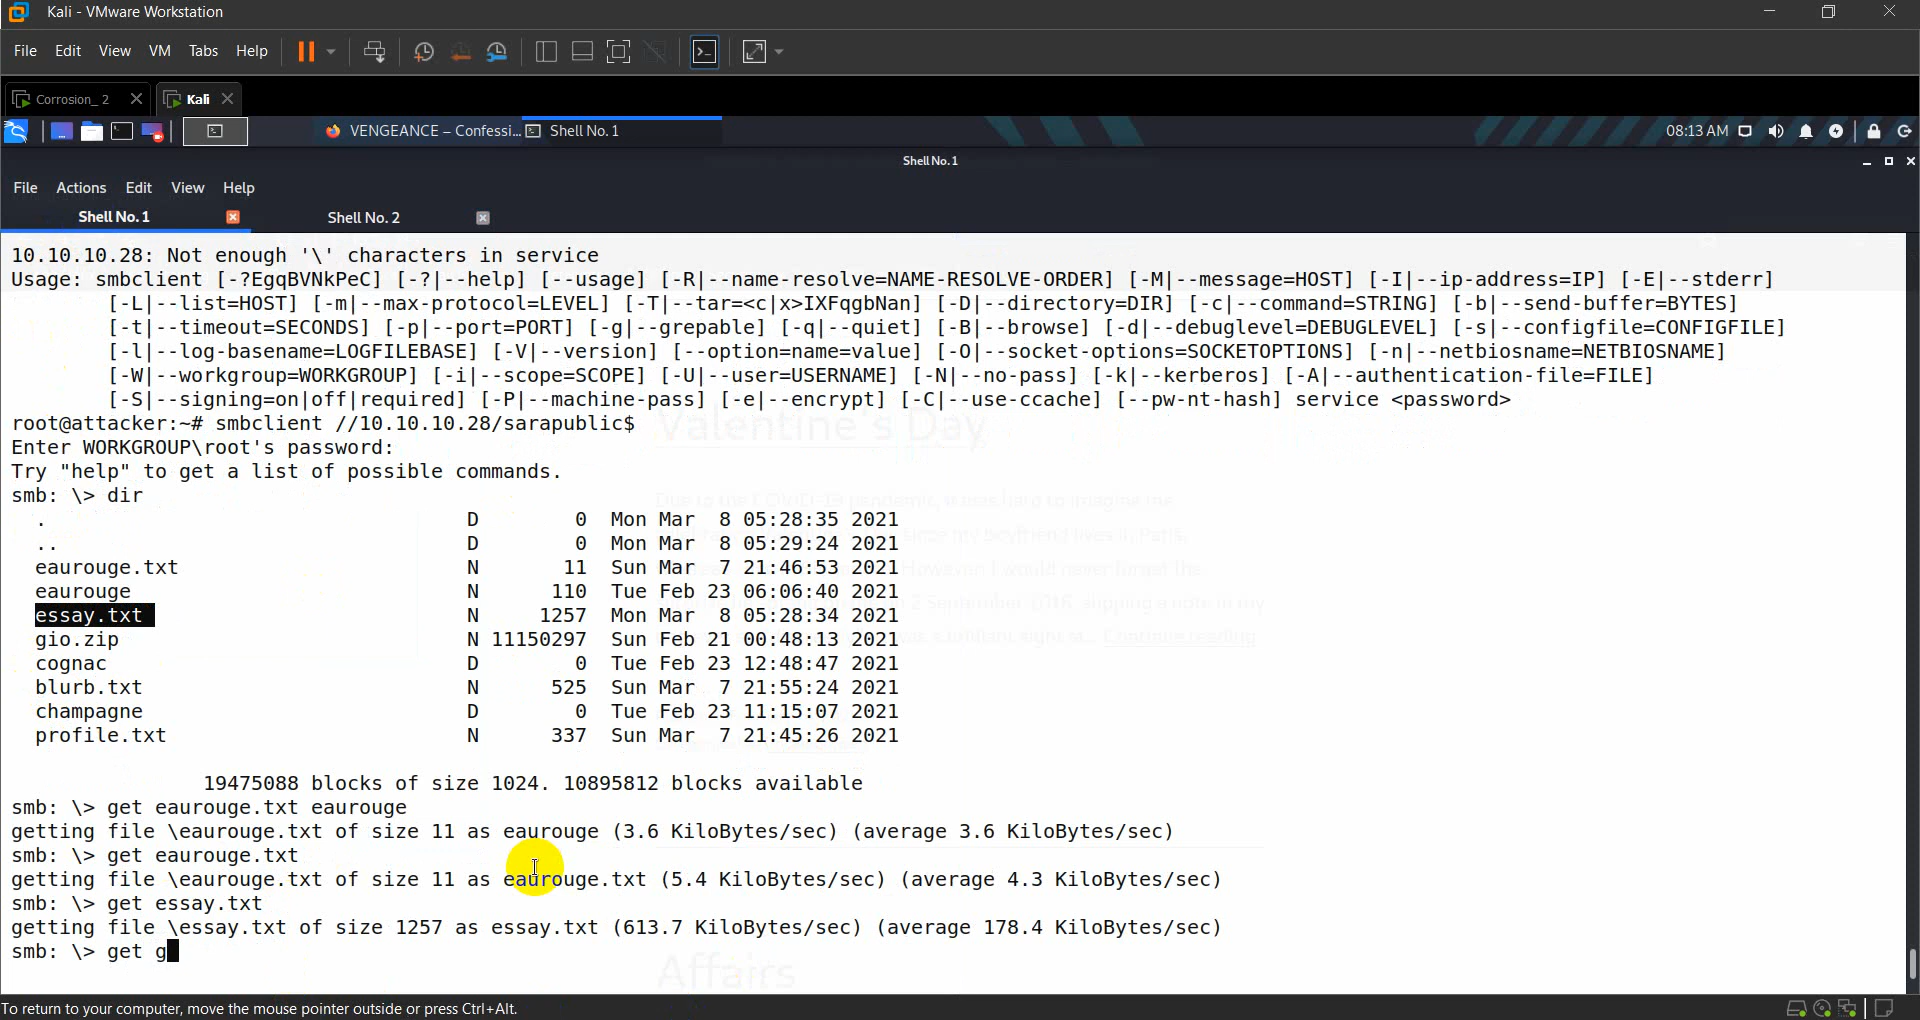 Kali - VMware Workstation
File Edit View VM Tabs Help
Corrosion_ 2 Kali
VENGEANCE – Confessi... Shell No. 1 08:13 AM
Shell No. 1
File Actions Edit View Help
Shell No. 1 Shell No. 2
10.10.10.28: Not enough '\' characters in service
Usage: smbclient [-?EgqBVNkPeC] [-?|--help] [--usage] [-R|--name-resolve=NAME-RESOLVE-ORDER] [-M|--message=HOST] [-I|--ip-address=IP] [-E|--stderr]
[-L|--list=HOST] [-m|--max-protocol=LEVEL] [-T|--tar=<c|x>IXFqgbNan] [-D|--directory=DIR] [-c|--command=STRING] [-b|--send-buffer=BYTES]
[-t|--timeout=SECONDS] [-p|--port=PORT] [-g|--grepable] [-q|--quiet] [-B|--browse] [-d|--debuglevel=DEBUGLEVEL] [-s|--configfile=CONFIGFILE]
[-l|--log-basename=LOGFILEBASE] [-V|--version] [--option=name=value] [-O|--socket-options=SOCKETOPTIONS] [-n|--netbiosname=NETBIOSNAME]
[-W|--workgroup=WORKGROUP] [-i|--scope=SCOPE] [-U|--user=USERNAME] [-N|--no-pass] [-k|--kerberos] [-A|--authentication-file=FILE]
[-S|--signing=on|off|required] [-P|--machine-pass] [-e|--encrypt] [-C|--use-ccache] [--pw-nt-hash] service <password>
root@attacker:~# smbclient //10.10.10.28/sarapublic$
Enter WORKGROUP\root's password:
Try "help" to get a list of possible commands.
smb: \> dir
. D 0 Mon Mar 8 05:28:35 2021
.. D 0 Mon Mar 8 05:29:24 2021
eaurouge.txt N 11 Sun Mar 7 21:46:53 2021
eaurouge N 110 Tue Feb 23 06:06:40 2021
essay.txt N 1257 Mon Mar 8 05:28:34 2021
gio.zip N 11150297 Sun Feb 21 00:48:13 2021
cognac D 0 Tue Feb 23 12:48:47 2021
blurb.txt N 525 Sun Mar 7 21:55:24 2021
champagne D 0 Tue Feb 23 11:15:07 2021
profile.txt N 337 Sun Mar 7 21:45:26 2021
19475088 blocks of size 1024. 10895812 blocks available
smb: \> get eaurouge.txt eaurouge
getting file \eaurouge.txt of size 11 as eaurouge (3.6 KiloBytes/sec) (average 3.6 KiloBytes/sec)
smb: \> get eaurouge.txt
getting file \eaurouge.txt of size 11 as eaurouge.txt (5.4 KiloBytes/sec) (average 4.3 KiloBytes/sec)
smb: \> get essay.txt
getting file \essay.txt of size 1257 as essay.txt (613.7 KiloBytes/sec) (average 178.4 KiloBytes/sec)
smb: \> get g
Valentine's Day
Affairs
To return to your computer, move the mouse pointer outside or press Ctrl+Alt.